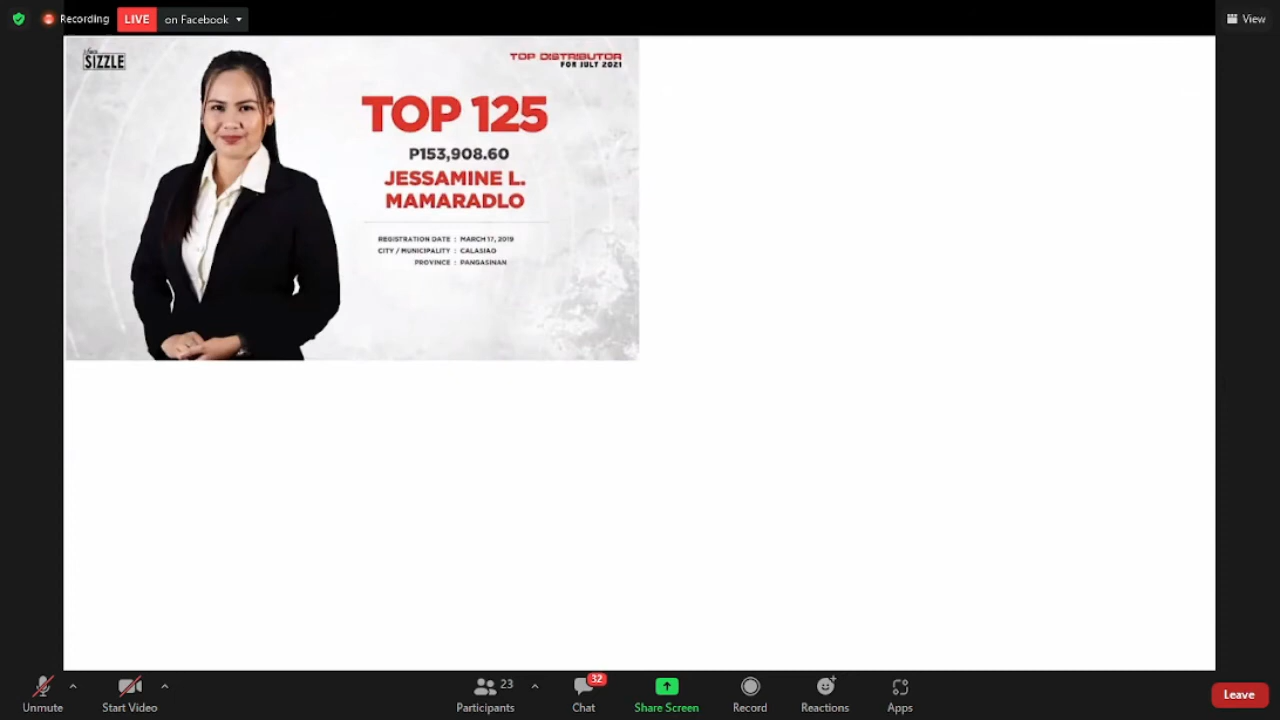 Recording
LIVE
on Facebook
View
SIZZLE
TOP DISTRIBUTOR
FOR JULY 2021
TOP 125
P153,908.60
JESSAMINE L.
MAMARADLO
REGISTRATION DATE : MARCH 17, 2019
CITY / MUNICIPALITY : CALASIAO
PROVINCE : PANGASINAN
Unmute
Start Video
23
Participants
32
Chat
Share Screen
Record
Reactions
Apps
Leave